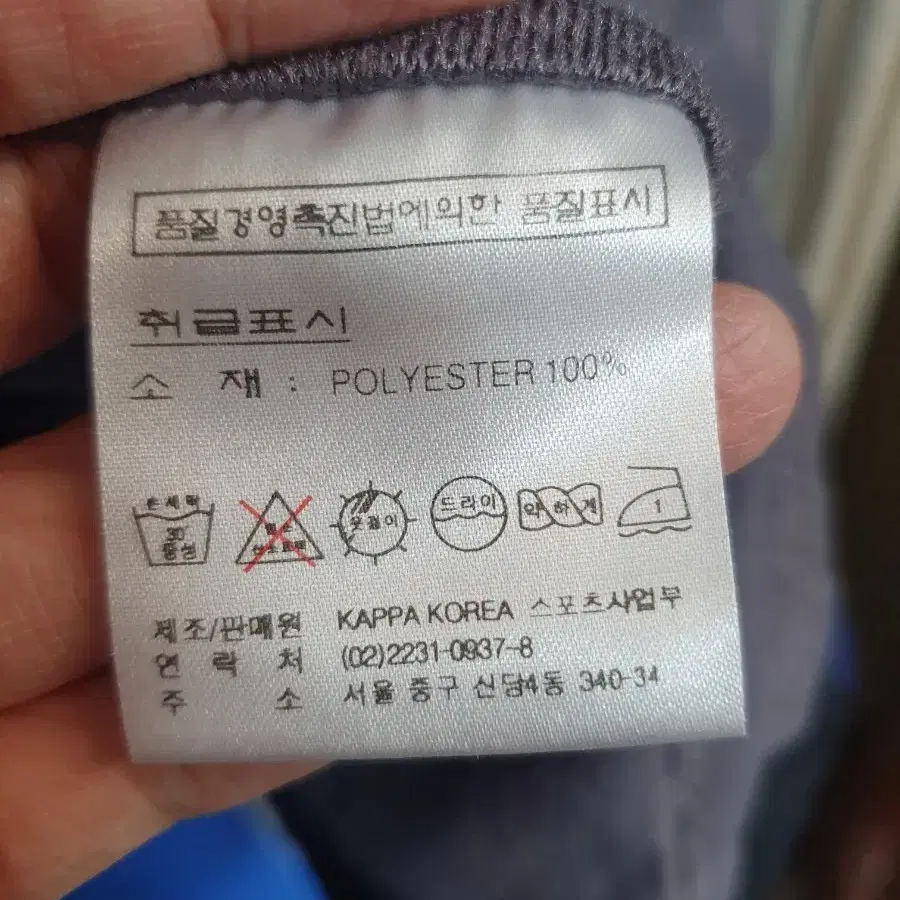 품질경영촉진법에의한 품질표시
취급표시
소 재 : POLYESTER 100%
손세탁
30
중성
옷걸이
드라이
약하게
1
제조/판매원 KAPPA KOREA 스포츠사업부
연 락 처 (02)2231-0937-8
주 소 서울 중구 신당4동 340-34